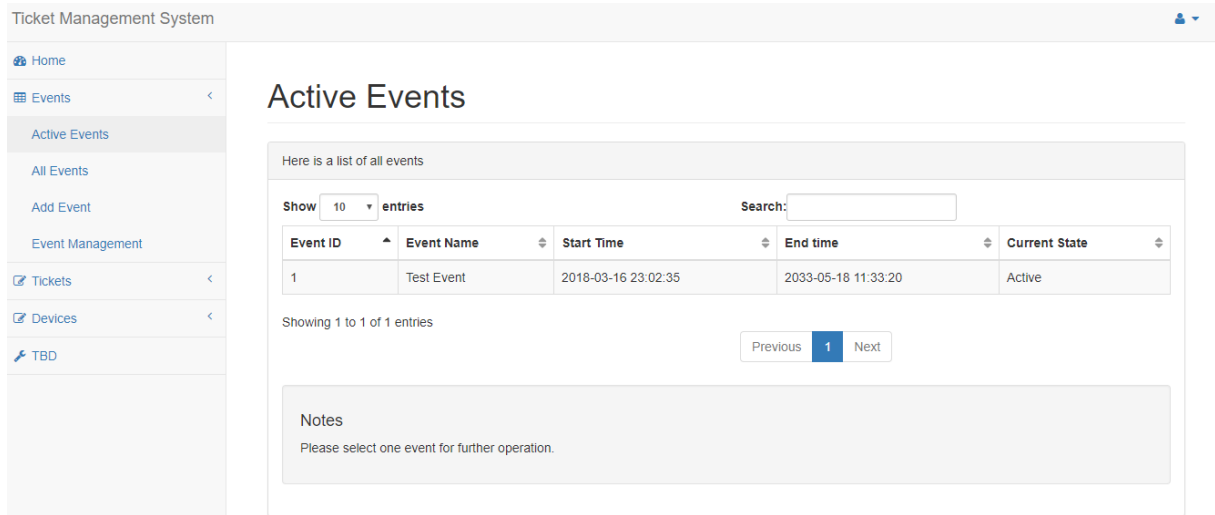 Ticket Management System
Home
Events
Active Events
All Events
Add Event
Event Management
Tickets
Devices
TBD
Active Events
Here is a list of all events
Show 10 entries Search:
Event ID Event Name Start Time End time Current State
1 Test Event 2018-03-16 23:02:35 2033-05-18 11:33:20 Active
Showing 1 to 1 of 1 entries
Previous 1 Next
Notes
Please select one event for further operation.